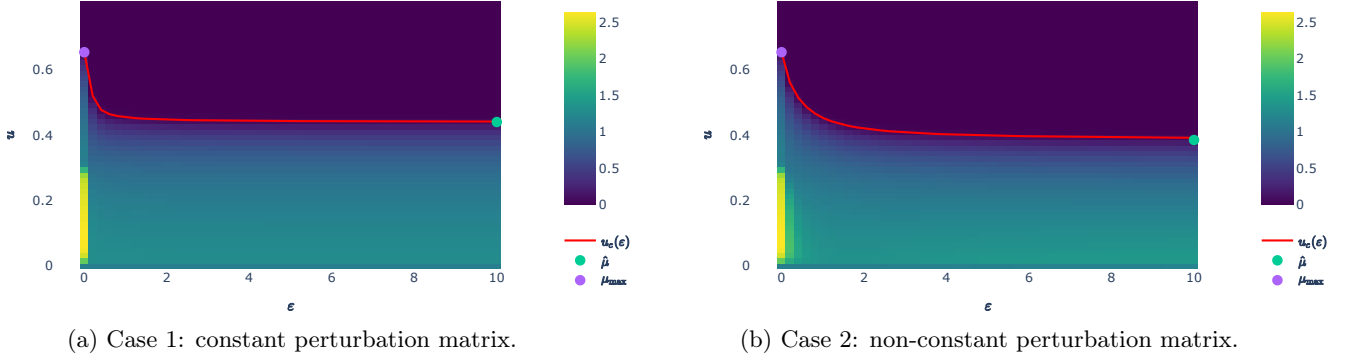 0.6
0.4
0.2
0
u
0
2
4
6
8
10
ε
2.5
2
1.5
1
0.5
0
u_c(ε)
μ̂
μ_max
(a) Case 1: constant perturbation matrix.
0.6
0.4
0.2
0
u
0
2
4
6
8
10
ε
2.5
2
1.5
1
0.5
0
u_c(ε)
μ̂
μ_max
(b) Case 2: non-constant perturbation matrix.